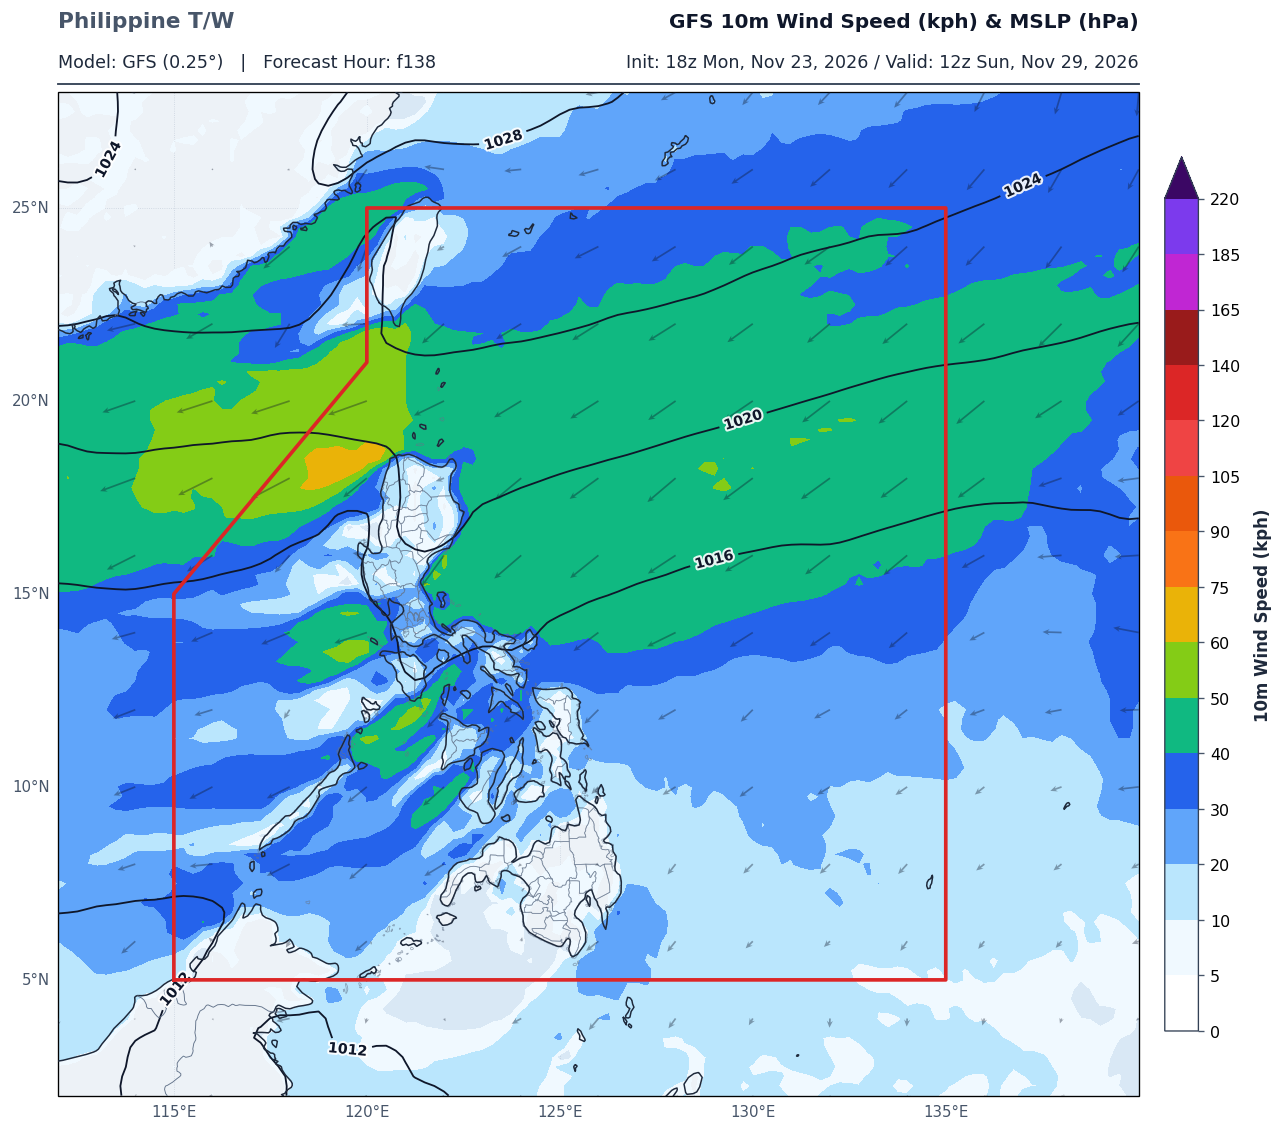 Philippine T/W
GFS 10m Wind Speed (kph) & MSLP (hPa)
Model: GFS (0.25°) | Forecast Hour: f138
Init: 18z Mon, Nov 23, 2026 / Valid: 12z Sun, Nov 29, 2026
1024
1028
1024
1020
1016
1012
1012
25°N
20°N
15°N
10°N
5°N
115°E
120°E
125°E
130°E
135°E
220
185
165
140
120
105
90
75
60
50
40
30
20
10
5
0
10m Wind Speed (kph)